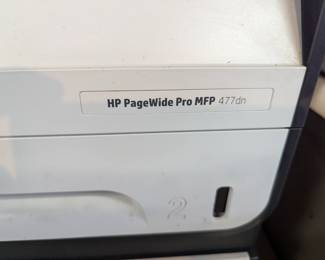 HP PageWide Pro MFP 477dn
2